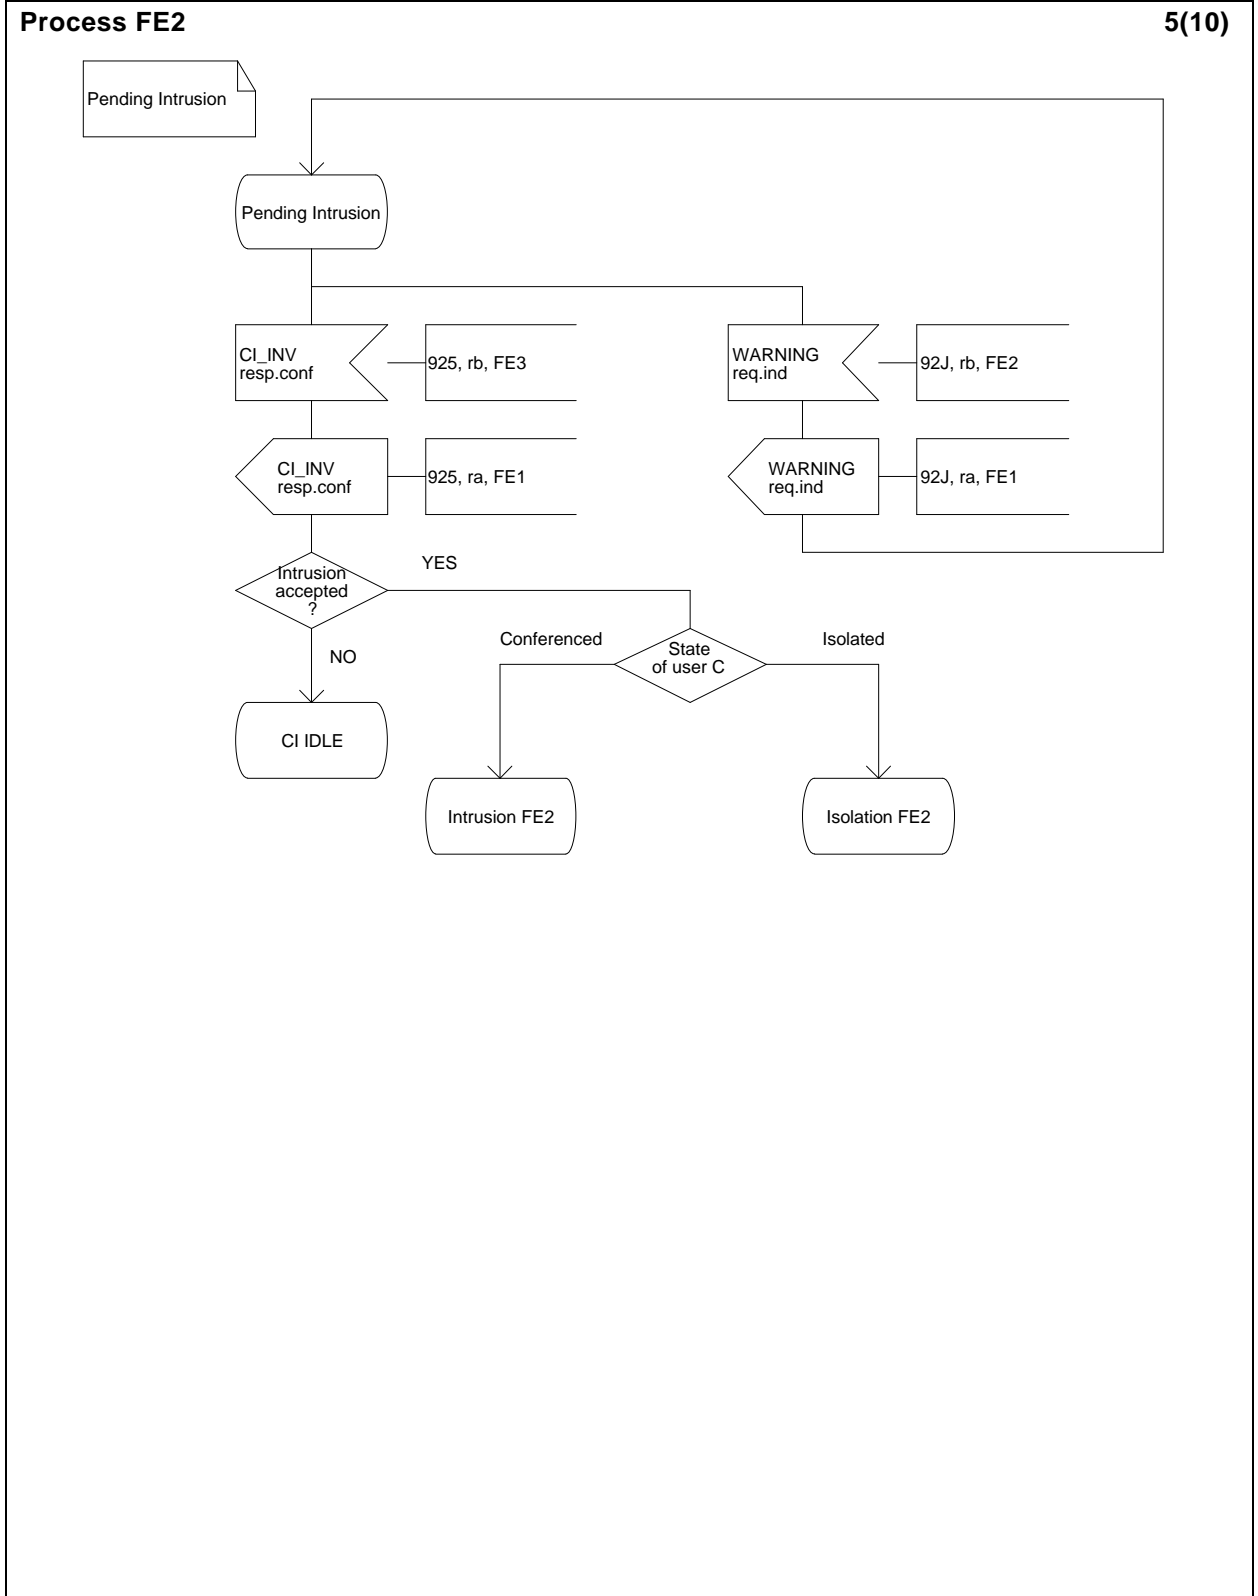 Process FE2
5(10)
Pending Intrusion
Pending Intrusion
CI_INV
resp.conf
925, rb, FE3
WARNING
req.ind
92J, rb, FE2
CI_INV
resp.conf
925, ra, FE1
WARNING
req.ind
92J, ra, FE1
Intrusion
accepted
?
YES
NO
Conferenced
State
of user C
Isolated
CI IDLE
Intrusion FE2
Isolation FE2